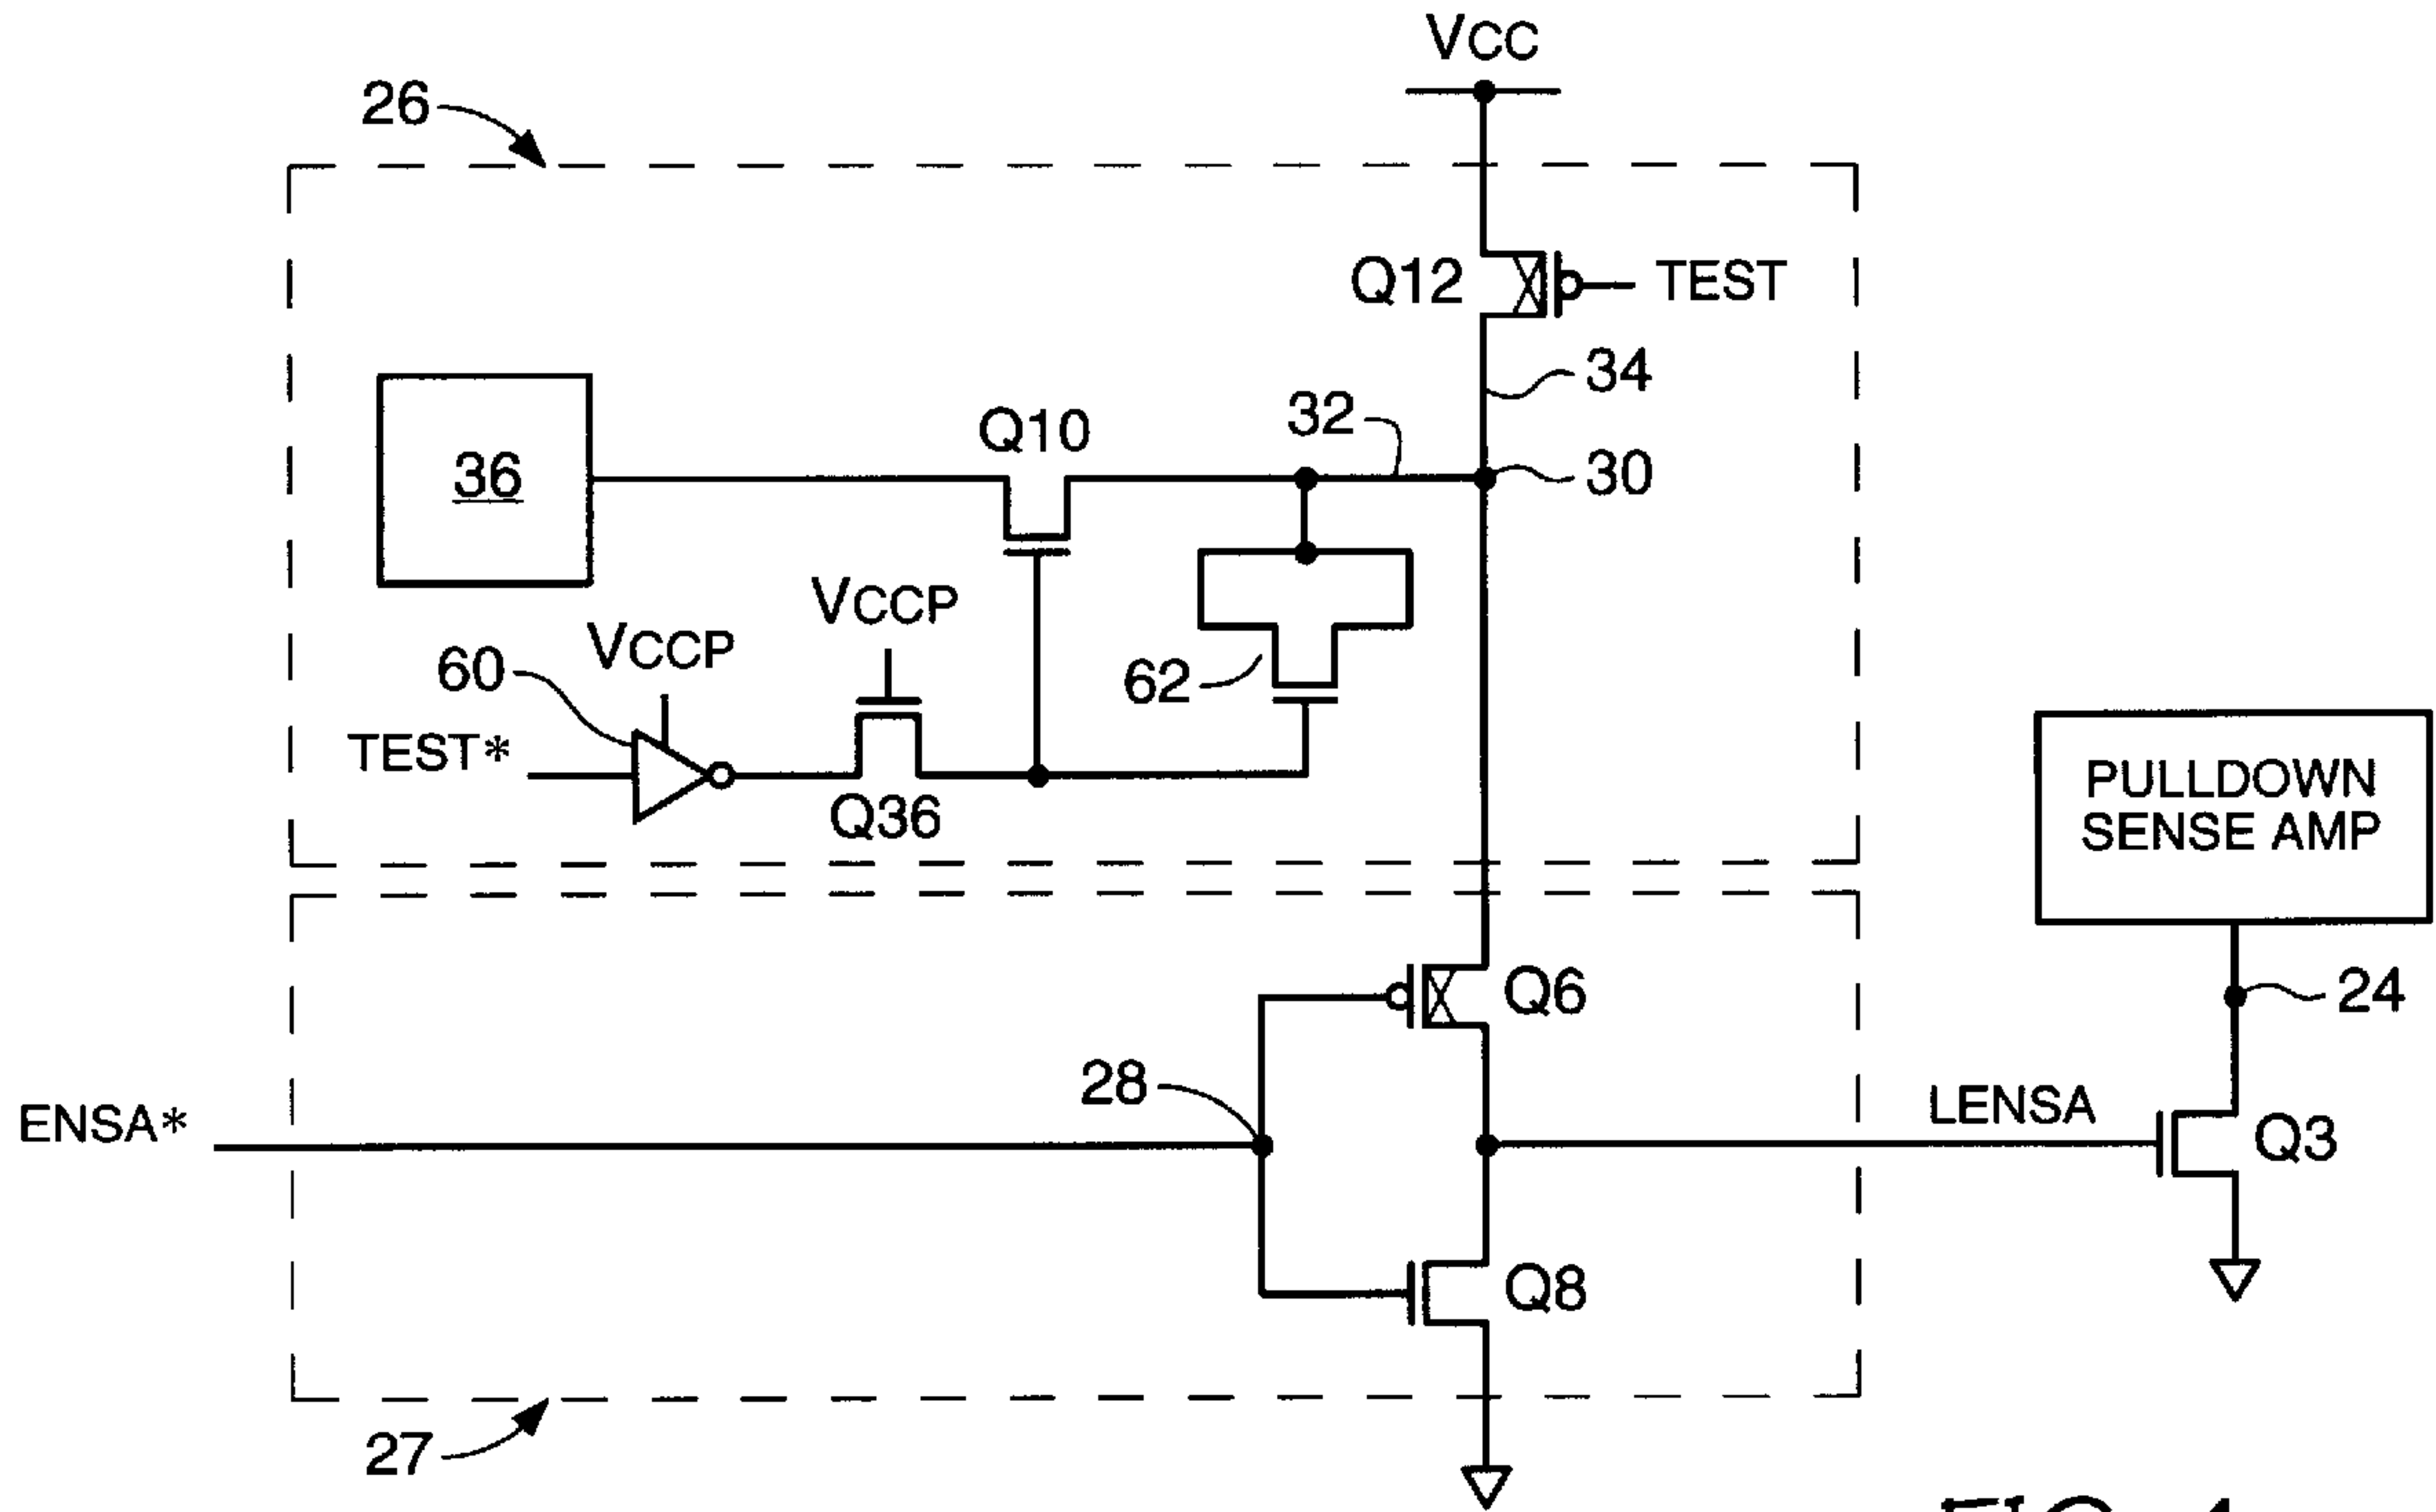 VCC
26
Q12
TEST
34
32
30
Q10
36
VCCP
VCCP
60
62
TEST*
Q36
PULLDOWN
SENSE AMP
Q6
24
28
ENSA*
LENSA
Q3
Q8
27